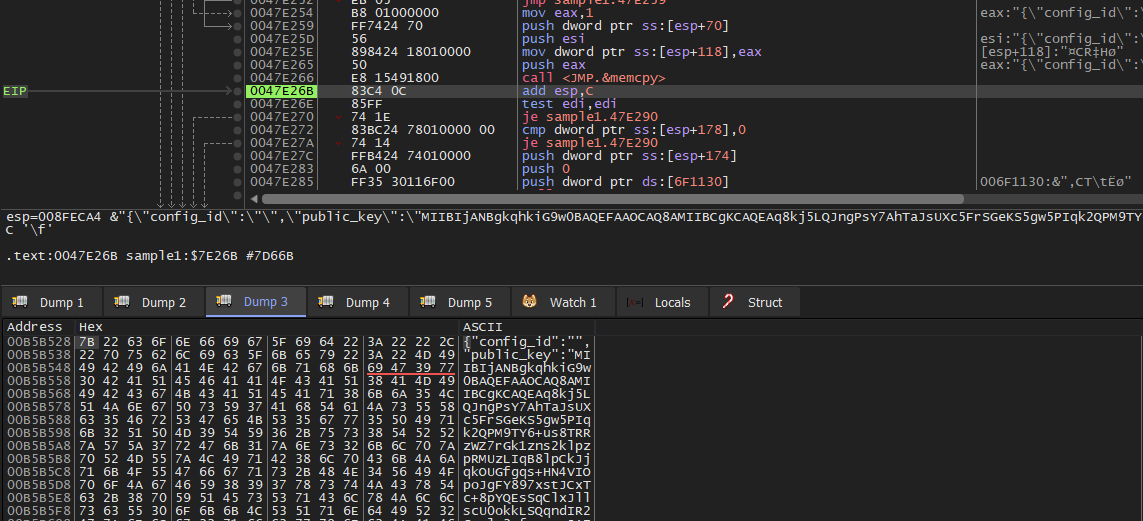 0047E252 EB 05 jmp sample1.47E259
0047E254 B8 01000000 mov eax,1 eax:"{\"config_id\":\
0047E259 FF7424 70 push dword ptr ss:[esp+70]
0047E25D 56 push esi esi:"{\"config_id\":\
0047E25E 898424 18010000 mov dword ptr ss:[esp+118],eax [esp+118]:"¤CR‡Hø"
0047E265 50 push eax eax:"{\"config_id\":\
0047E266 E8 15491800 call <JMP.&memcpy>
EIP 0047E26B 83C4 0C add esp,C
0047E26E 85FF test edi,edi
0047E270 74 1E je sample1.47E290
0047E272 83BC24 78010000 00 cmp dword ptr ss:[esp+178],0
0047E27A 74 14 je sample1.47E290
0047E27C FFB424 74010000 push dword ptr ss:[esp+174]
0047E283 6A 00 push 0
0047E285 FF35 30116F00 push dword ptr ds:[6F1130] 006F1130:&",CT\tËø"
esp=008FECA4 &"{\"config_id\":\"\",\"public_key\":\"MIIBIjANBgkqhkiG9w0BAQEFAAOCAQ8AMIIBCgKCAQEAq8kj5LQJngPsY7AhTaJsUXc5FrSGeKS5gw5PIqk2QPM9TY
C '\f'
.text:0047E26B sample1:$7E26B #7D66B
Dump 1 Dump 2 Dump 3 Dump 4 Dump 5 Watch 1 [x=] Locals Struct
Address Hex ASCII
00B5B528 7B 22 63 6F 6E 66 69 67 5F 69 64 22 3A 22 22 2C {"config_id":"",
00B5B538 22 70 75 62 6C 69 63 5F 6B 65 79 22 3A 22 4D 49 "public_key":"MI
00B5B548 49 42 49 6A 41 4E 42 67 6B 71 68 6B 69 47 39 77 IBIjANBgkqhkiG9w
00B5B558 30 42 41 51 45 46 41 41 4F 43 41 51 38 41 4D 49 0BAQEFAAOCAQ8AMI
00B5B568 49 42 43 67 4B 43 41 51 45 41 71 38 6B 6A 35 4C IBCgKCAQEAq8kj5L
00B5B578 51 4A 6E 67 50 73 59 37 41 68 54 61 4A 73 55 58 QJngPsY7AhTaJsUX
00B5B588 63 35 46 72 53 47 65 4B 53 35 67 77 35 50 49 71 c5FrSGeKS5gw5PIq
00B5B598 6B 32 51 50 4D 39 54 59 36 2B 75 73 38 54 52 52 k2QPM9TY6+us8TRR
00B5B5A8 7A 57 5A 37 72 47 6B 31 7A 6E 73 32 6B 6C 70 7A zWZ7rGk1zns2klpz
00B5B5B8 70 52 4D 55 7A 4C 49 71 42 38 6C 70 43 6B 4A 6A pRMUzLIqB8lpCkJj
00B5B5C8 71 6B 4F 55 47 66 67 71 73 2B 48 4E 34 56 49 4F qkOUGfgqs+HN4VIO
00B5B5D8 70 6F 4A 67 46 59 38 39 37 78 73 74 4A 43 78 54 poJgFY897xstJCxT
00B5B5E8 63 2B 38 70 59 51 45 73 53 71 43 6C 78 4A 6C 6C c+8pYQEsSqClxJll
00B5B5F8 73 63 55 30 6F 6B 6B 4C 53 51 71 6E 64 49 52 32 scU0okkLSQqndIR2